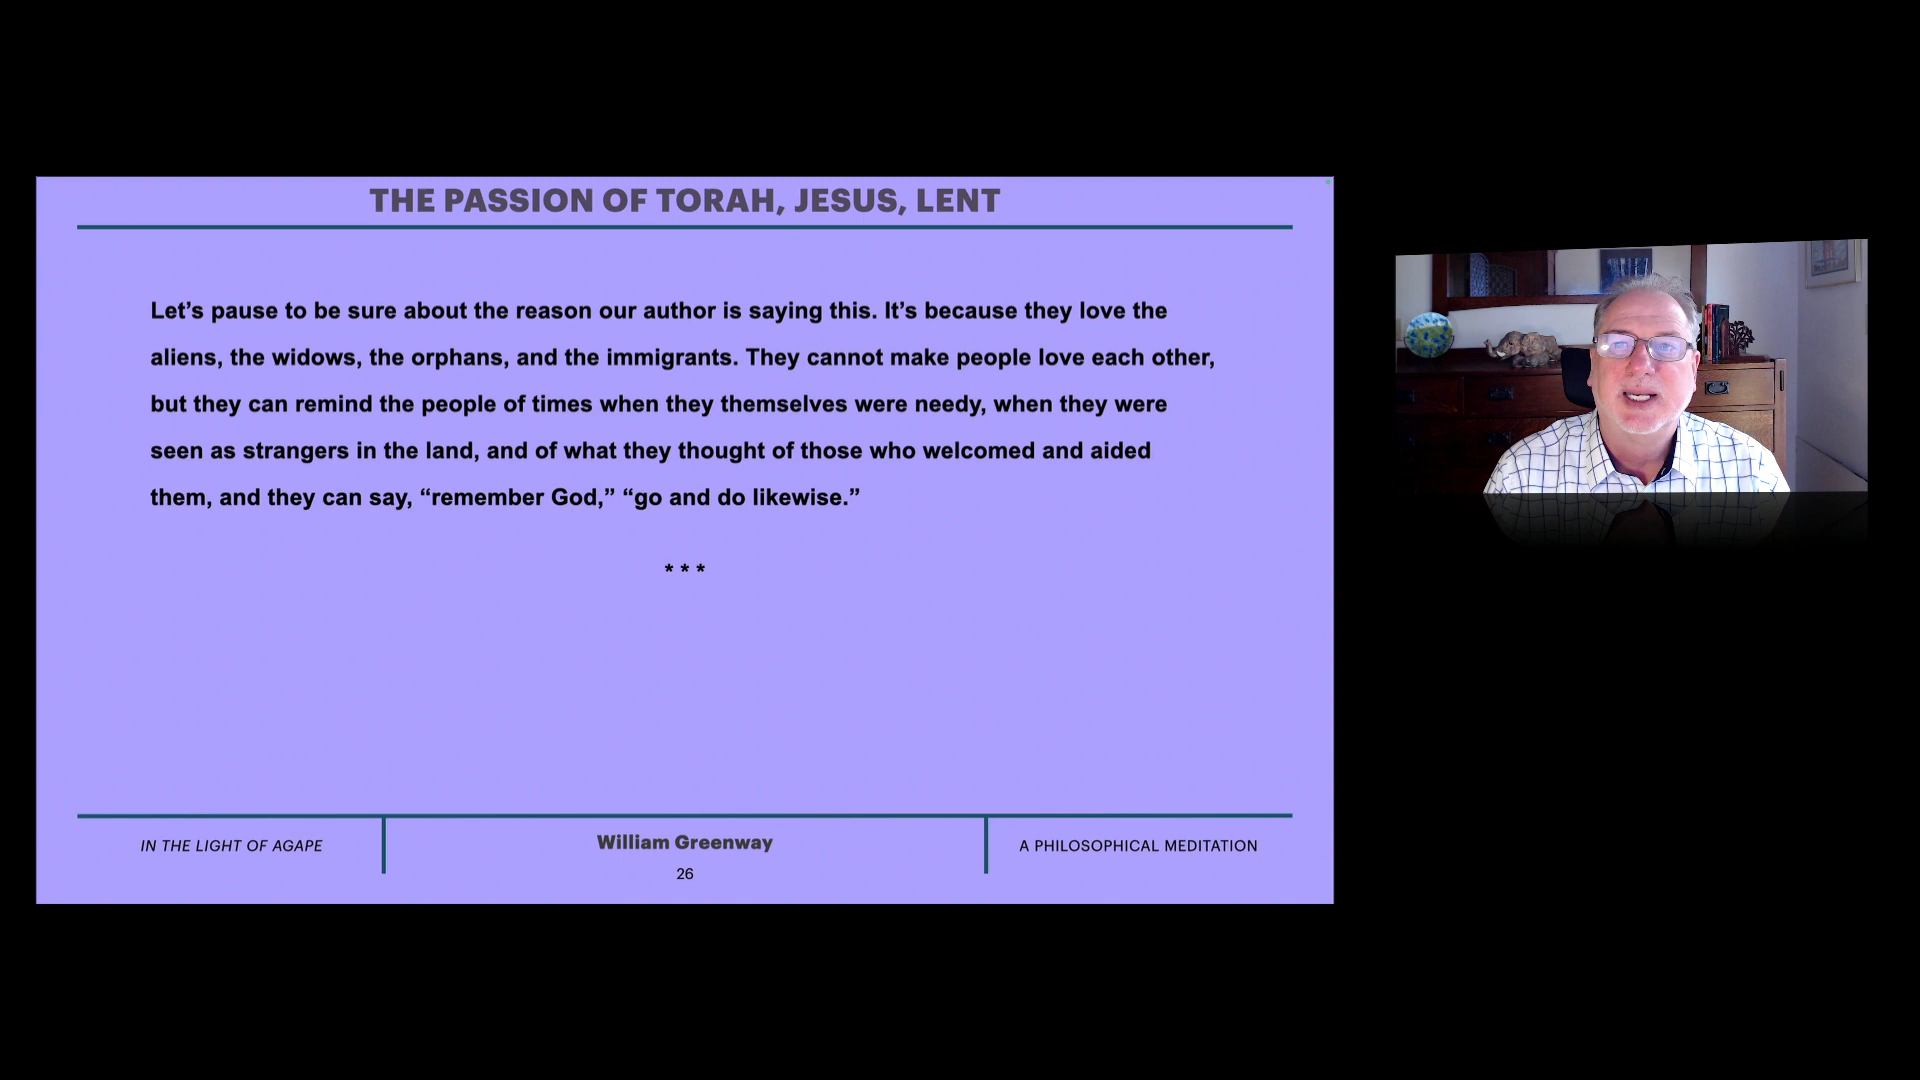 THE PASSION OF TORAH, JESUS, LENT
Let’s pause to be sure about the reason our author is saying this. It’s because they love the
aliens, the widows, the orphans, and the immigrants. They cannot make people love each other,
but they can remind the people of times when they themselves were needy, when they were
seen as strangers in the land, and of what they thought of those who welcomed and aided
them, and they can say, “remember God,” “go and do likewise.”
* * *
IN THE LIGHT OF AGAPE
William Greenway
26
A PHILOSOPHICAL MEDITATION